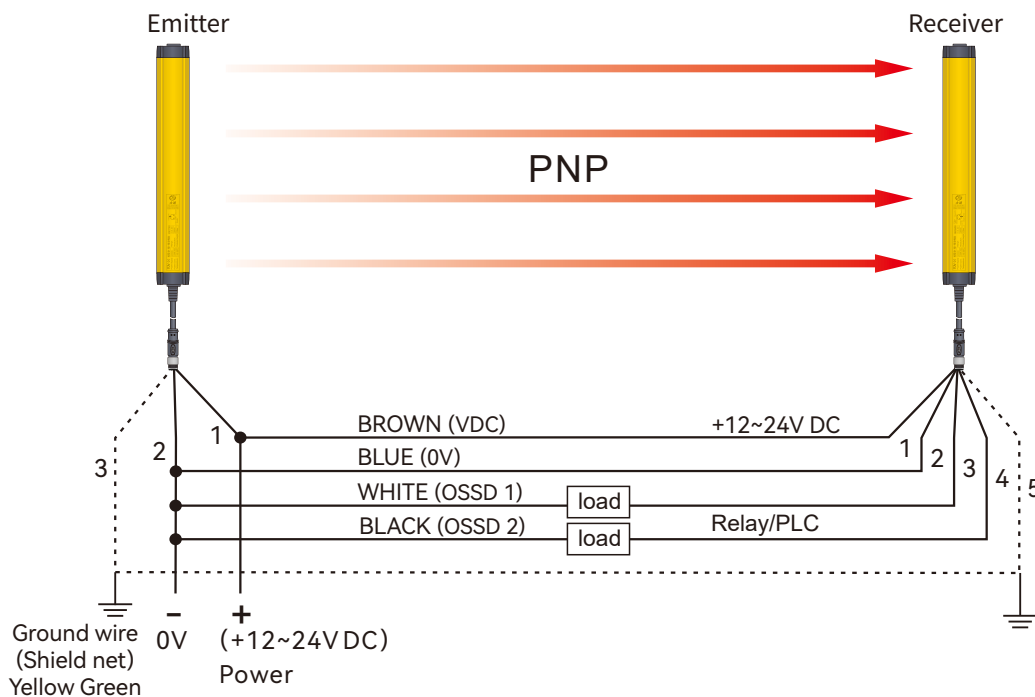 Emitter
Receiver
PNP
BROWN (VDC)
+12~24V DC
1
1
BLUE (0V)
2
2
3
WHITE (OSSD 1)
load
3
4
5
BLACK (OSSD 2)
load
Relay/PLC
- +
Ground wire
(Shield net)
Yellow Green
0V
(+12~24V DC)
Power